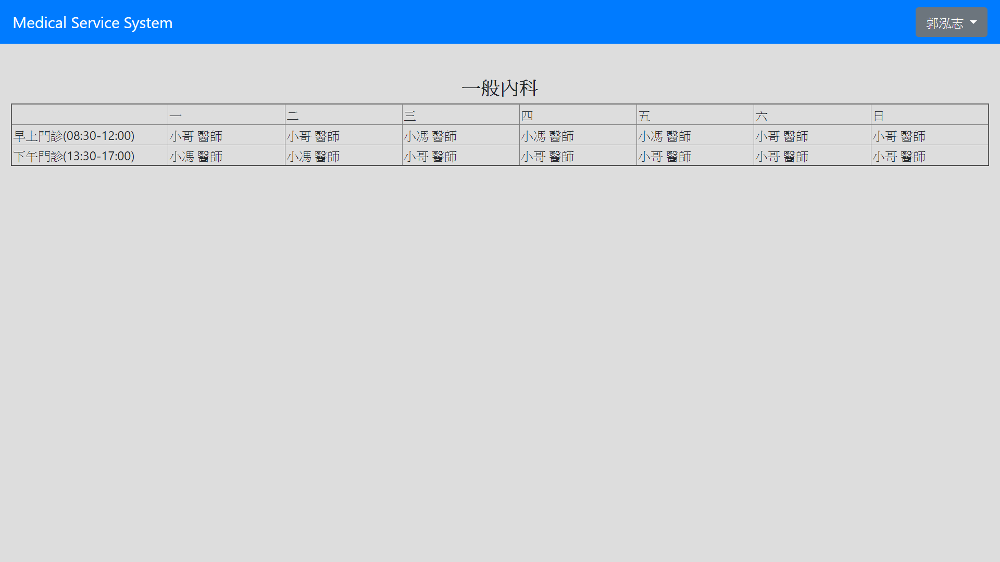 Medical Service System
郭泓志
一般內科
一 二 三 四 五 六 日
早上門診(08:30-12:00) 小哥 醫師 小哥 醫師 小馮 醫師 小馮 醫師 小馮 醫師 小哥 醫師 小哥 醫師
下午門診(13:30-17:00) 小馮 醫師 小馮 醫師 小哥 醫師 小哥 醫師 小哥 醫師 小哥 醫師 小哥 醫師